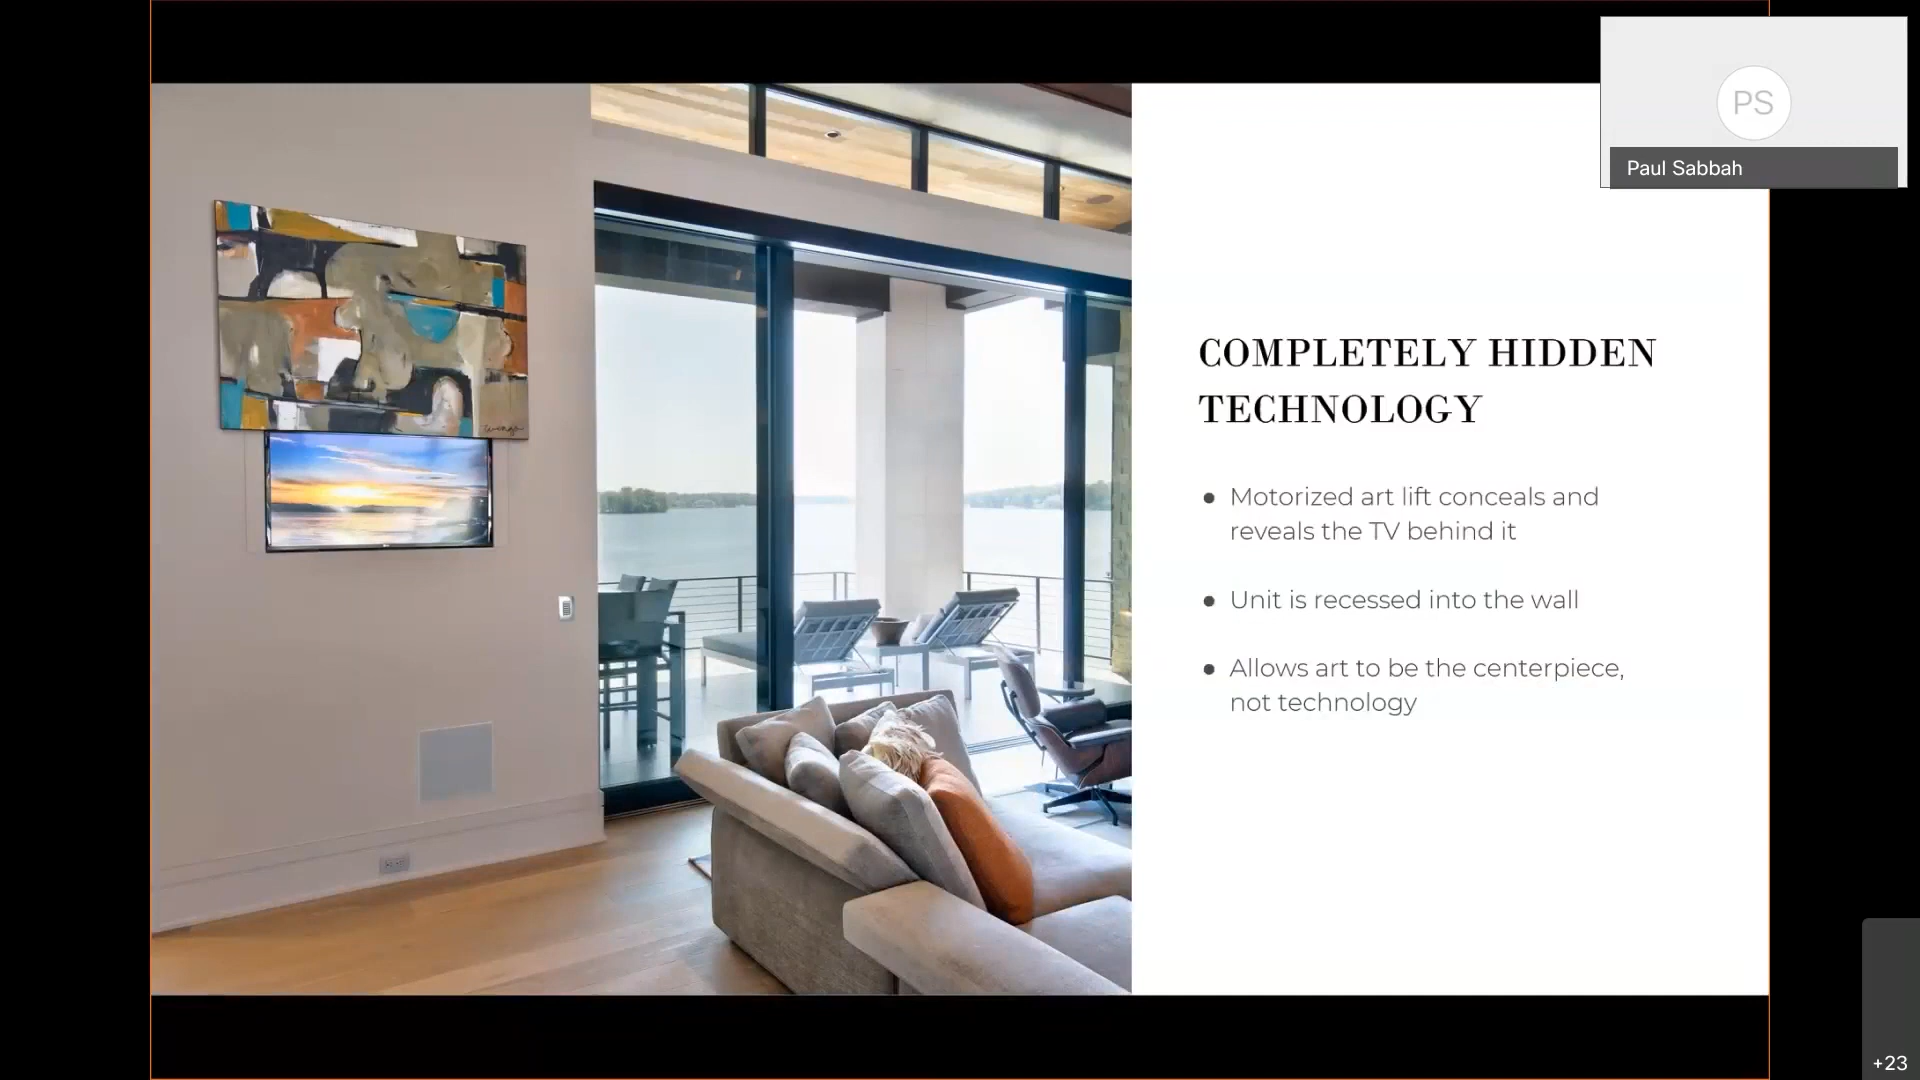 PS
Paul Sabbah
COMPLETELY HIDDEN
TECHNOLOGY
● Motorized art lift conceals and
reveals the TV behind it
● Unit is recessed into the wall
● Allows art to be the centerpiece,
not technology
+23